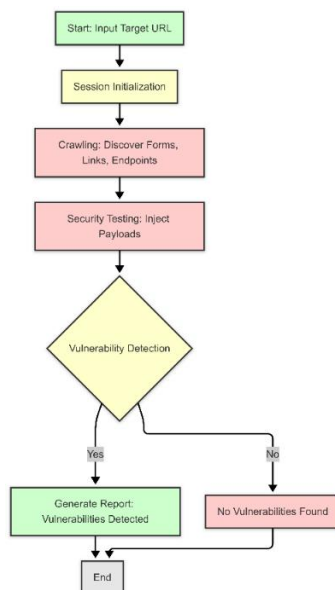 Start: Input Target URL
Session Initialization
Crawling: Discover Forms,
Links, Endpoints
Security Testing: Inject
Payloads
Vulnerability Detection
Yes
No
Generate Report:
Vulnerabilities Detected
No Vulnerabilities Found
End